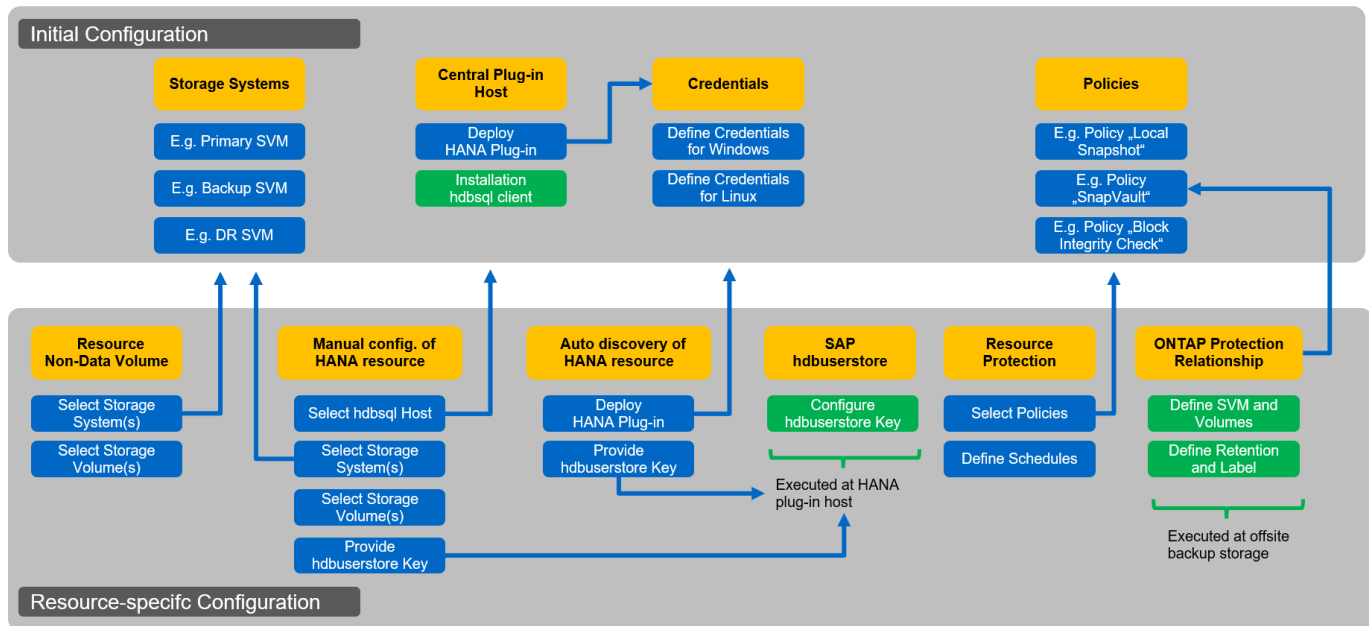 Initial Configuration
Storage Systems
E.g. Primary SVM
E.g. Backup SVM
E.g. DR SVM
Central Plug-in
Host
Deploy
HANA Plug-in
Installation
hdbsql client
Credentials
Define Credentials
for Windows
Define Credentials
for Linux
Policies
E.g. Policy „Local
Snapshot“
E.g. Policy
„SnapVault“
E.g. Policy „Block
Integrity Check“
Resource
Non-Data Volume
Select Storage
System(s)
Select Storage
Volume(s)
Manual config. of
HANA resource
Select hdbsql Host
Select Storage
System(s)
Select Storage
Volume(s)
Provide
hdbuserstore Key
Auto discovery of
HANA resource
Deploy
HANA Plug-in
Provide
hdbuserstore Key
SAP
hdbuserstore
Configure
hdbuserstore Key
Executed at HANA
plug-in host
Resource
Protection
Select Policies
Define Schedules
ONTAP Protection
Relationship
Define SVM and
Volumes
Define Retention
and Label
Executed at offsite
backup storage
Resource-specifc Configuration